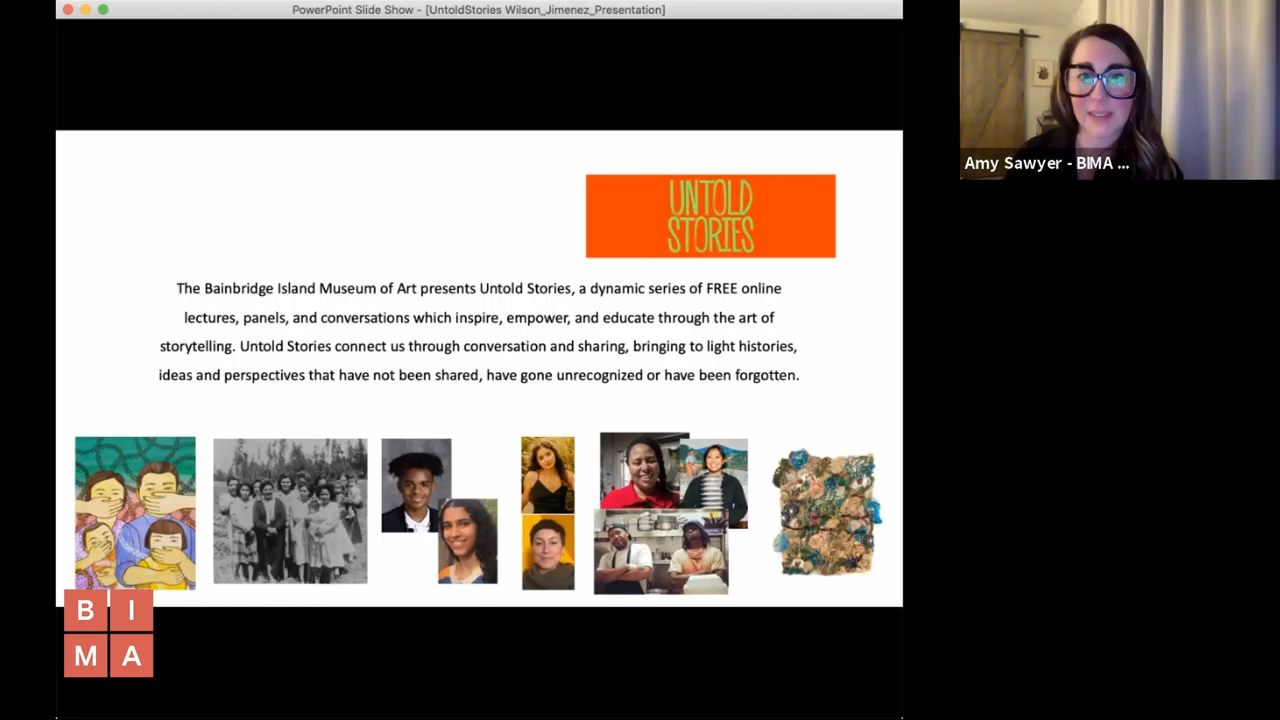 PowerPoint Slide Show - [UntoldStories Wilson_Jimenez_Presentation]
Amy Sawyer - BIMA ...
UNTOLD
STORIES
The Bainbridge Island Museum of Art presents Untold Stories, a dynamic series of FREE online
lectures, panels, and conversations which inspire, empower, and educate through the art of
storytelling. Untold Stories connect us through conversation and sharing, bringing to light histories,
ideas and perspectives that have not been shared, have gone unrecognized or have been forgotten.
B I
M A